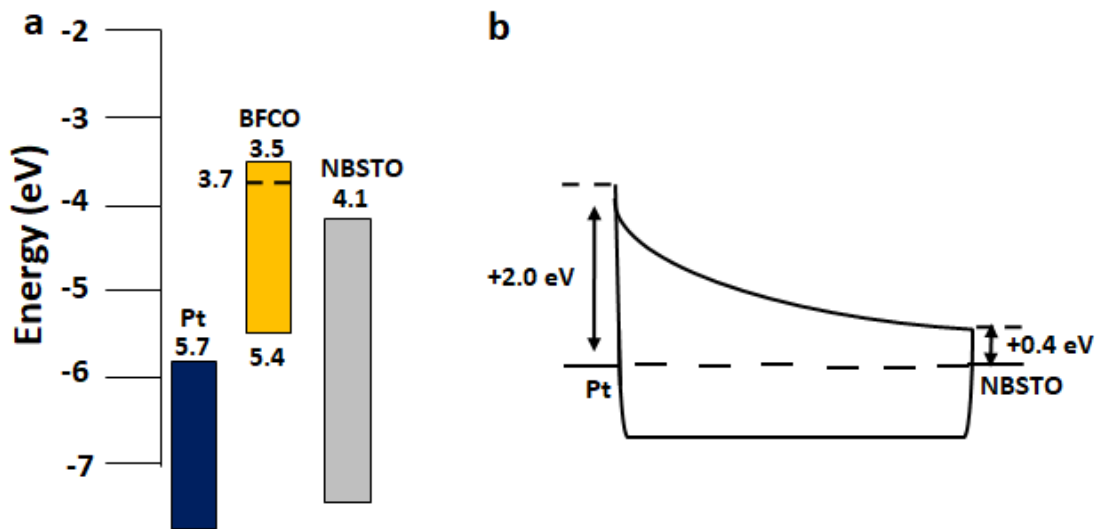 a
-2
-3
-4
-5
-6
-7
Energy (eV)
Pt
5.7
BFCO
3.5
3.7
5.4
NBSTO
4.1
b
+2.0 eV
+0.4 eV
Pt
NBSTO